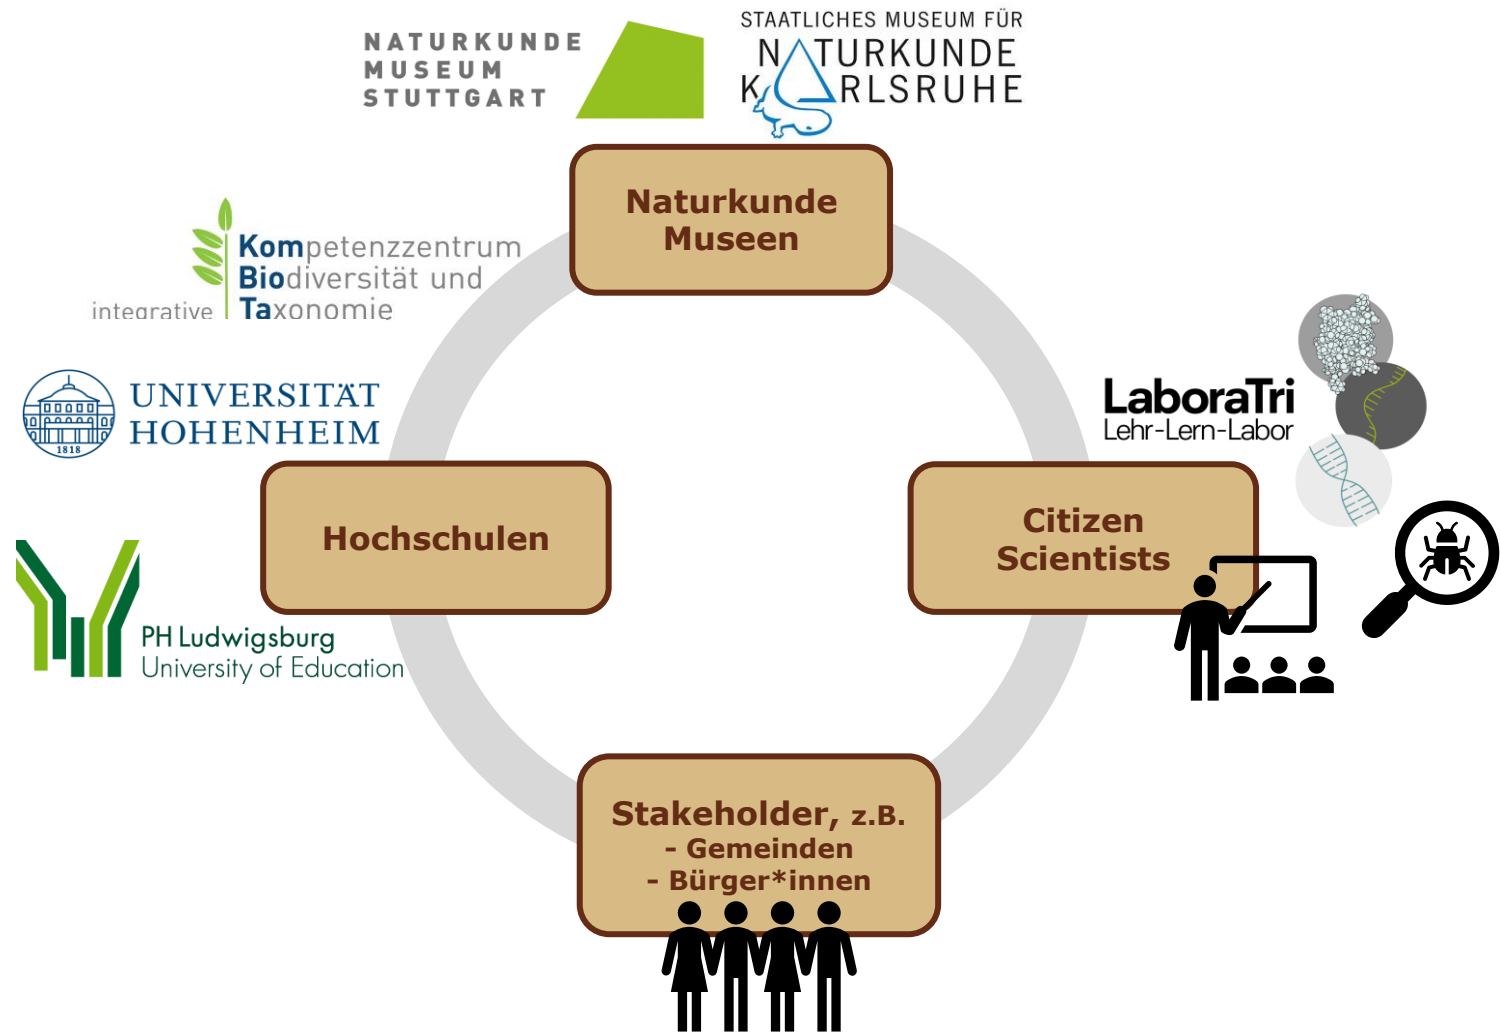 NATURKUNDE
MUSEUM
STUTTGART
STAATLICHES MUSEUM FÜR
NATURKUNDE
KARLSRUHE
Naturkunde
Museen
Kompetenzzentrum
Biodiversität und
integrative Taxonomie
UNIVERSITÄT
HOHENHEIM
1818
LaboraTri
Lehr-Lern-Labor
Hochschulen
Citizen
Scientists
PH Ludwigsburg
University of Education
Stakeholder, z.B.
- Gemeinden
- Bürger*innen